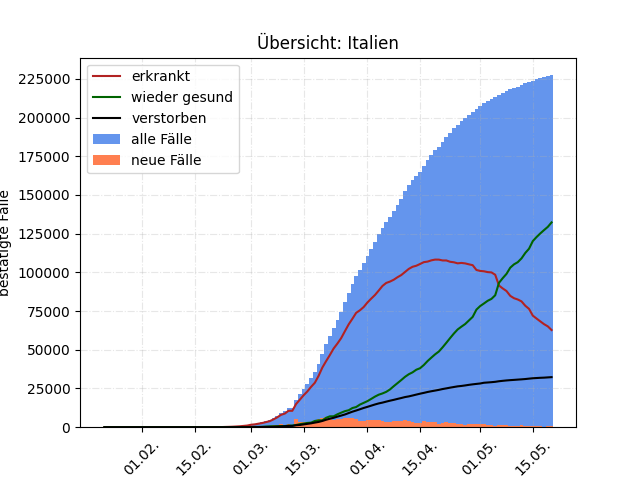 Übersicht: Italien
erkrankt
wieder gesund
verstorben
alle Fälle
neue Fälle
bestätigte Fälle
225000
200000
175000
150000
125000
100000
75000
50000
25000
0
01.02.
15.02.
01.03.
15.03.
01.04.
15.04.
01.05.
15.05.